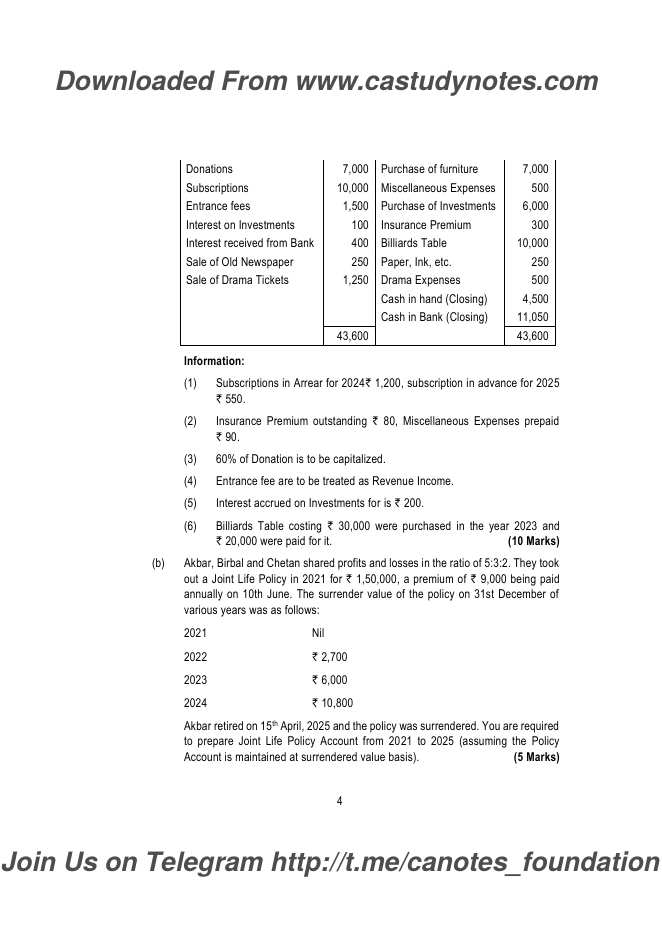 Downloaded From www.castudynotes.com
Donations 7,000 Purchase of furniture 7,000
Subscriptions 10,000 Miscellaneous Expenses 500
Entrance fees 1,500 Purchase of Investments 6,000
Interest on Investments 100 Insurance Premium 300
Interest received from Bank 400 Billiards Table 10,000
Sale of Old Newspaper 250 Paper, Ink, etc. 250
Sale of Drama Tickets 1,250 Drama Expenses 500
Cash in hand (Closing) 4,500
Cash in Bank (Closing) 11,050
43,600 43,600
Information:
(1) Subscriptions in Arrear for 2024₹ 1,200, subscription in advance for 2025
₹ 550.
(2) Insurance Premium outstanding ₹ 80, Miscellaneous Expenses prepaid
₹ 90.
(3) 60% of Donation is to be capitalized.
(4) Entrance fee are to be treated as Revenue Income.
(5) Interest accrued on Investments for is ₹ 200.
(6) Billiards Table costing ₹ 30,000 were purchased in the year 2023 and
₹ 20,000 were paid for it. (10 Marks)
(b) Akbar, Birbal and Chetan shared profits and losses in the ratio of 5:3:2. They took
out a Joint Life Policy in 2021 for ₹ 1,50,000, a premium of ₹ 9,000 being paid
annually on 10th June. The surrender value of the policy on 31st December of
various years was as follows:
2021 Nil
2022 ₹ 2,700
2023 ₹ 6,000
2024 ₹ 10,800
Akbar retired on 15th April, 2025 and the policy was surrendered. You are required
to prepare Joint Life Policy Account from 2021 to 2025 (assuming the Policy
Account is maintained at surrendered value basis). (5 Marks)
4
Join Us on Telegram http://t.me/canotes_foundation